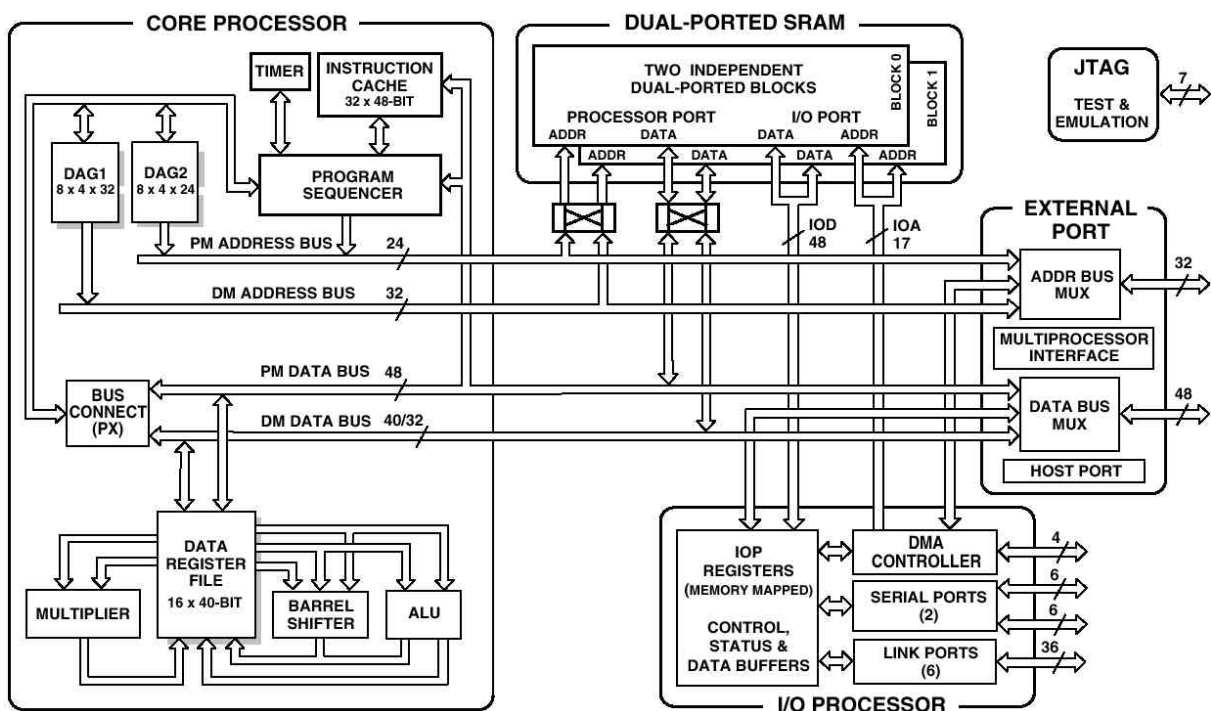 CORE PROCESSOR
TIMER
INSTRUCTION
CACHE
32 x 48-BIT
DAG1
8 x 4 x 32
DAG2
8 x 4 x 24
PROGRAM
SEQUENCER
PM ADDRESS BUS
24
DM ADDRESS BUS
32
PM DATA BUS
48
BUS
CONNECT
(PX)
DM DATA BUS
40/32
DATA
REGISTER
FILE
16 x 40-BIT
MULTIPLIER
BARREL
SHIFTER
ALU
DUAL-PORTED SRAM
TWO INDEPENDENT
DUAL-PORTED BLOCKS
BLOCK 0
BLOCK 1
PROCESSOR PORT
I/O PORT
ADDR
DATA
DATA
ADDR
ADDR
DATA
DATA
ADDR
IOD
48
IOA
17
JTAG
TEST &
EMULATION
7
EXTERNAL
PORT
ADDR BUS
MUX
32
MULTIPROCESSOR
INTERFACE
DATA BUS
MUX
48
HOST PORT
IOP
REGISTERS
(MEMORY MAPPED)
CONTROL,
STATUS &
DATA BUFFERS
DMA
CONTROLLER
4
SERIAL PORTS
(2)
6
6
LINK PORTS
(6)
36
I/O PROCESSOR